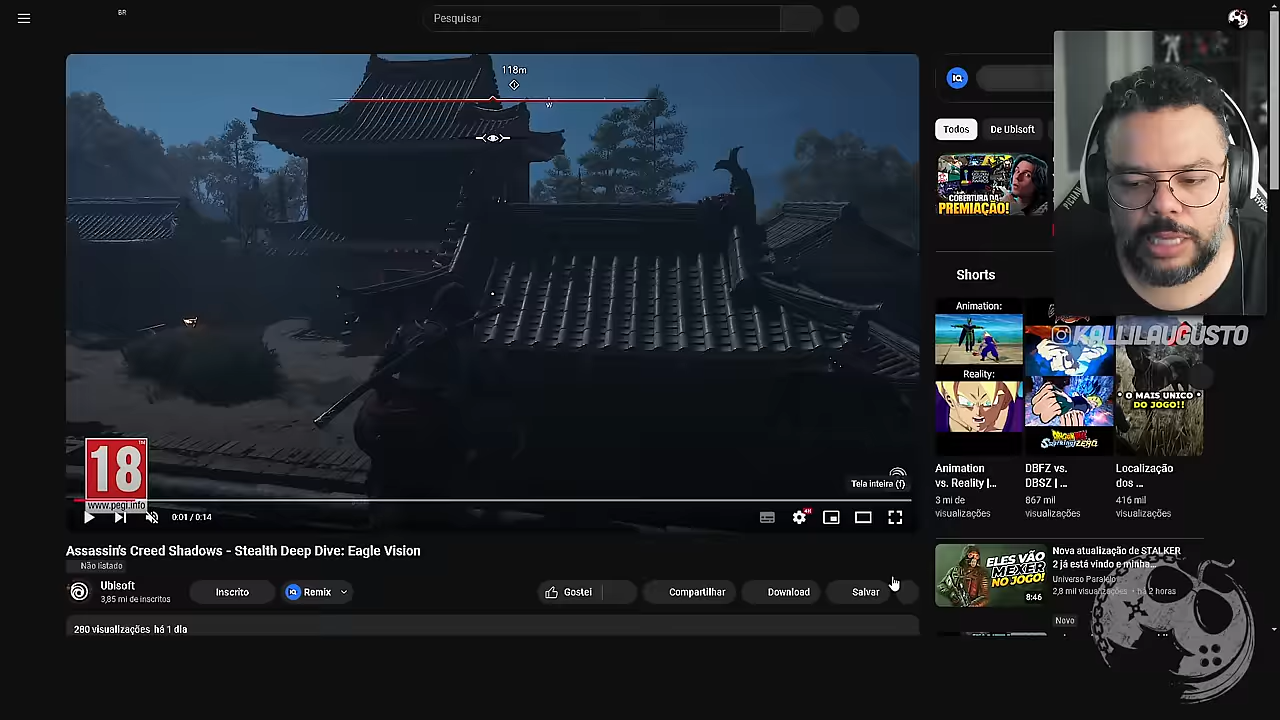 BR
Pesquisar
118m
W
18
www.pegi.info
Tela inteira (f)
0:01 / 0:14
Assassin's Creed Shadows - Stealth Deep Dive: Eagle Vision
Não listado
Ubisoft
3,85 mi de inscritos
Inscrito
Remix
Gostei
Compartilhar
Download
Salvar
280 visualizações há 1 dia
IQ
Todos
De Ubisoft
COBERTURA DA
PREMIAÇÃO!
Shorts
Animation:
Reality:
O MAIS UNICO
DO JOGO!!
Animation
vs. Reality |...
3 mi de
visualizações
DBFZ vs.
DBSZ | ...
867 mil
visualizações
Localização
dos ...
416 mil
visualizações
ELES VÃO
MEXER
NO JOGO!
8:46
Nova atualização de STALKER
2 já está vindo e minha...
Universo Paralelo
2,8 mil visualizações • há 2 horas
Novo
KALLILAUGUSTO